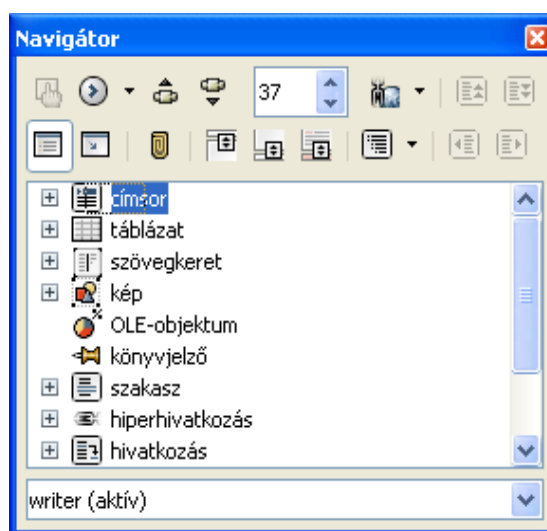 Navigátor
37
címsor
táblázat
szövegkeret
kép
OLE-objektum
könyvjelző
szakasz
hiperhivatkozás
hivatkozás
writer (aktív)